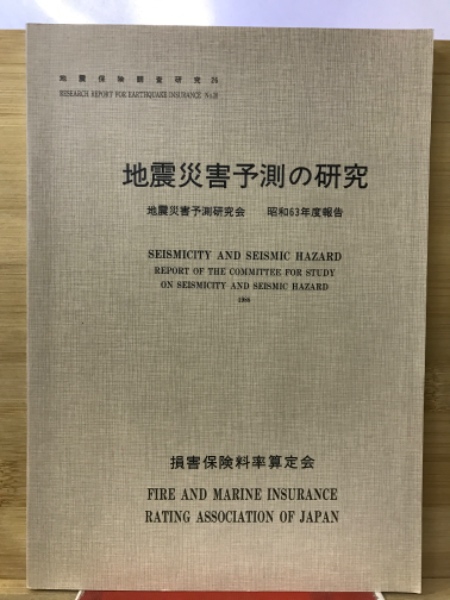 地震保険調査研究 26
RESEARCH REPORT FOR EARTHQUAKE INSURANCE No.26
地震災害予測の研究
地震災害予測研究会 昭和63年度報告
SEISMICITY AND SEISMIC HAZARD
REPORT OF THE COMMITTEE FOR STUDY
ON SEISMICITY AND SEISMIC HAZARD
損害保険料率算定会
FIRE AND MARINE INSURANCE
RATING ASSOCIATION OF JAPAN